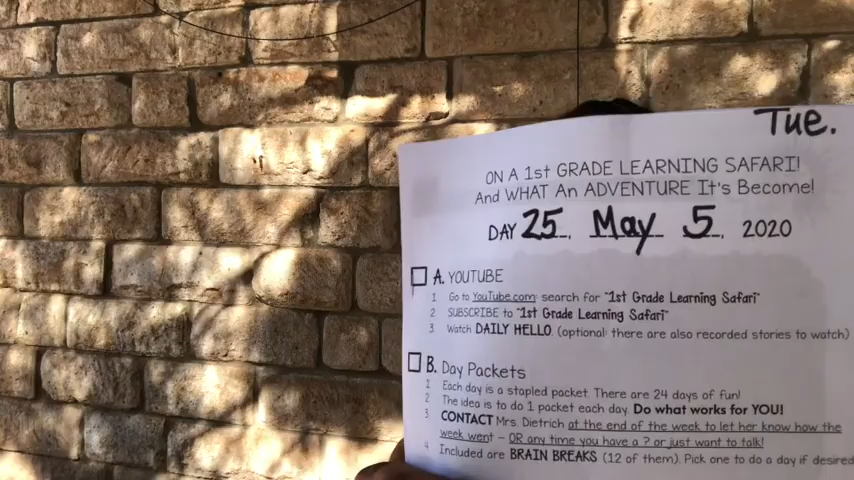 Tue.
ON A 1st GRADE LEARNING SAFARI!
And WHAT An ADVENTURE It's Become!
DAY 25, May 5, 2020
A. YOUTUBE
1 Go to YouTube.com: search for "1st Grade Learning Safari"
2 SUBSCRIBE to "1st Grade Learning Safari"
3 Watch DAILY HELLO. (optional: there are also recorded stories to watch)
B. Day Packets
1 Each day is a stapled packet. There are 24 days of fun!
2 The idea is to do 1 packet each day. Do what works for YOU!
3 CONTACT Mrs. Dietrich at the end of the week to let her know how the
week went - OR any time you have a ? or just want to talk!
4 Included are BRAIN BREAKS (12 of them). Pick one to do a day if desired